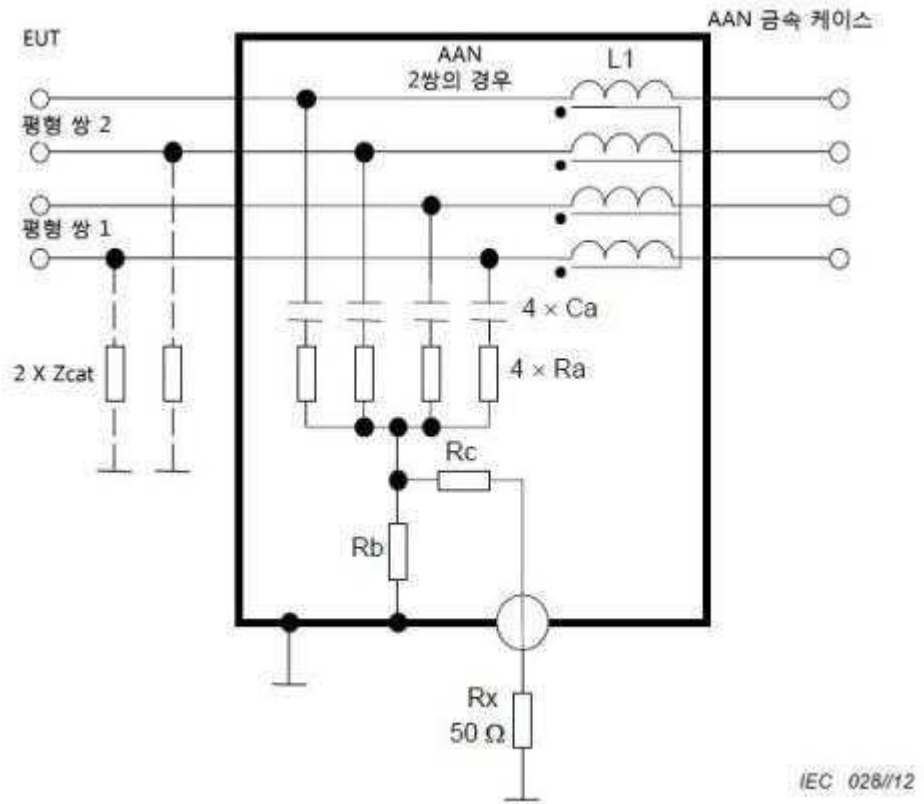 AAN 금속 케이스
EUT
AAN
2쌍의 경우
L1
평형 쌍 2
평형 쌍 1
4 × Ca
2 X Zcat
4 × Ra
Rc
Rb
Rx
50 Ω
IEC 028//12